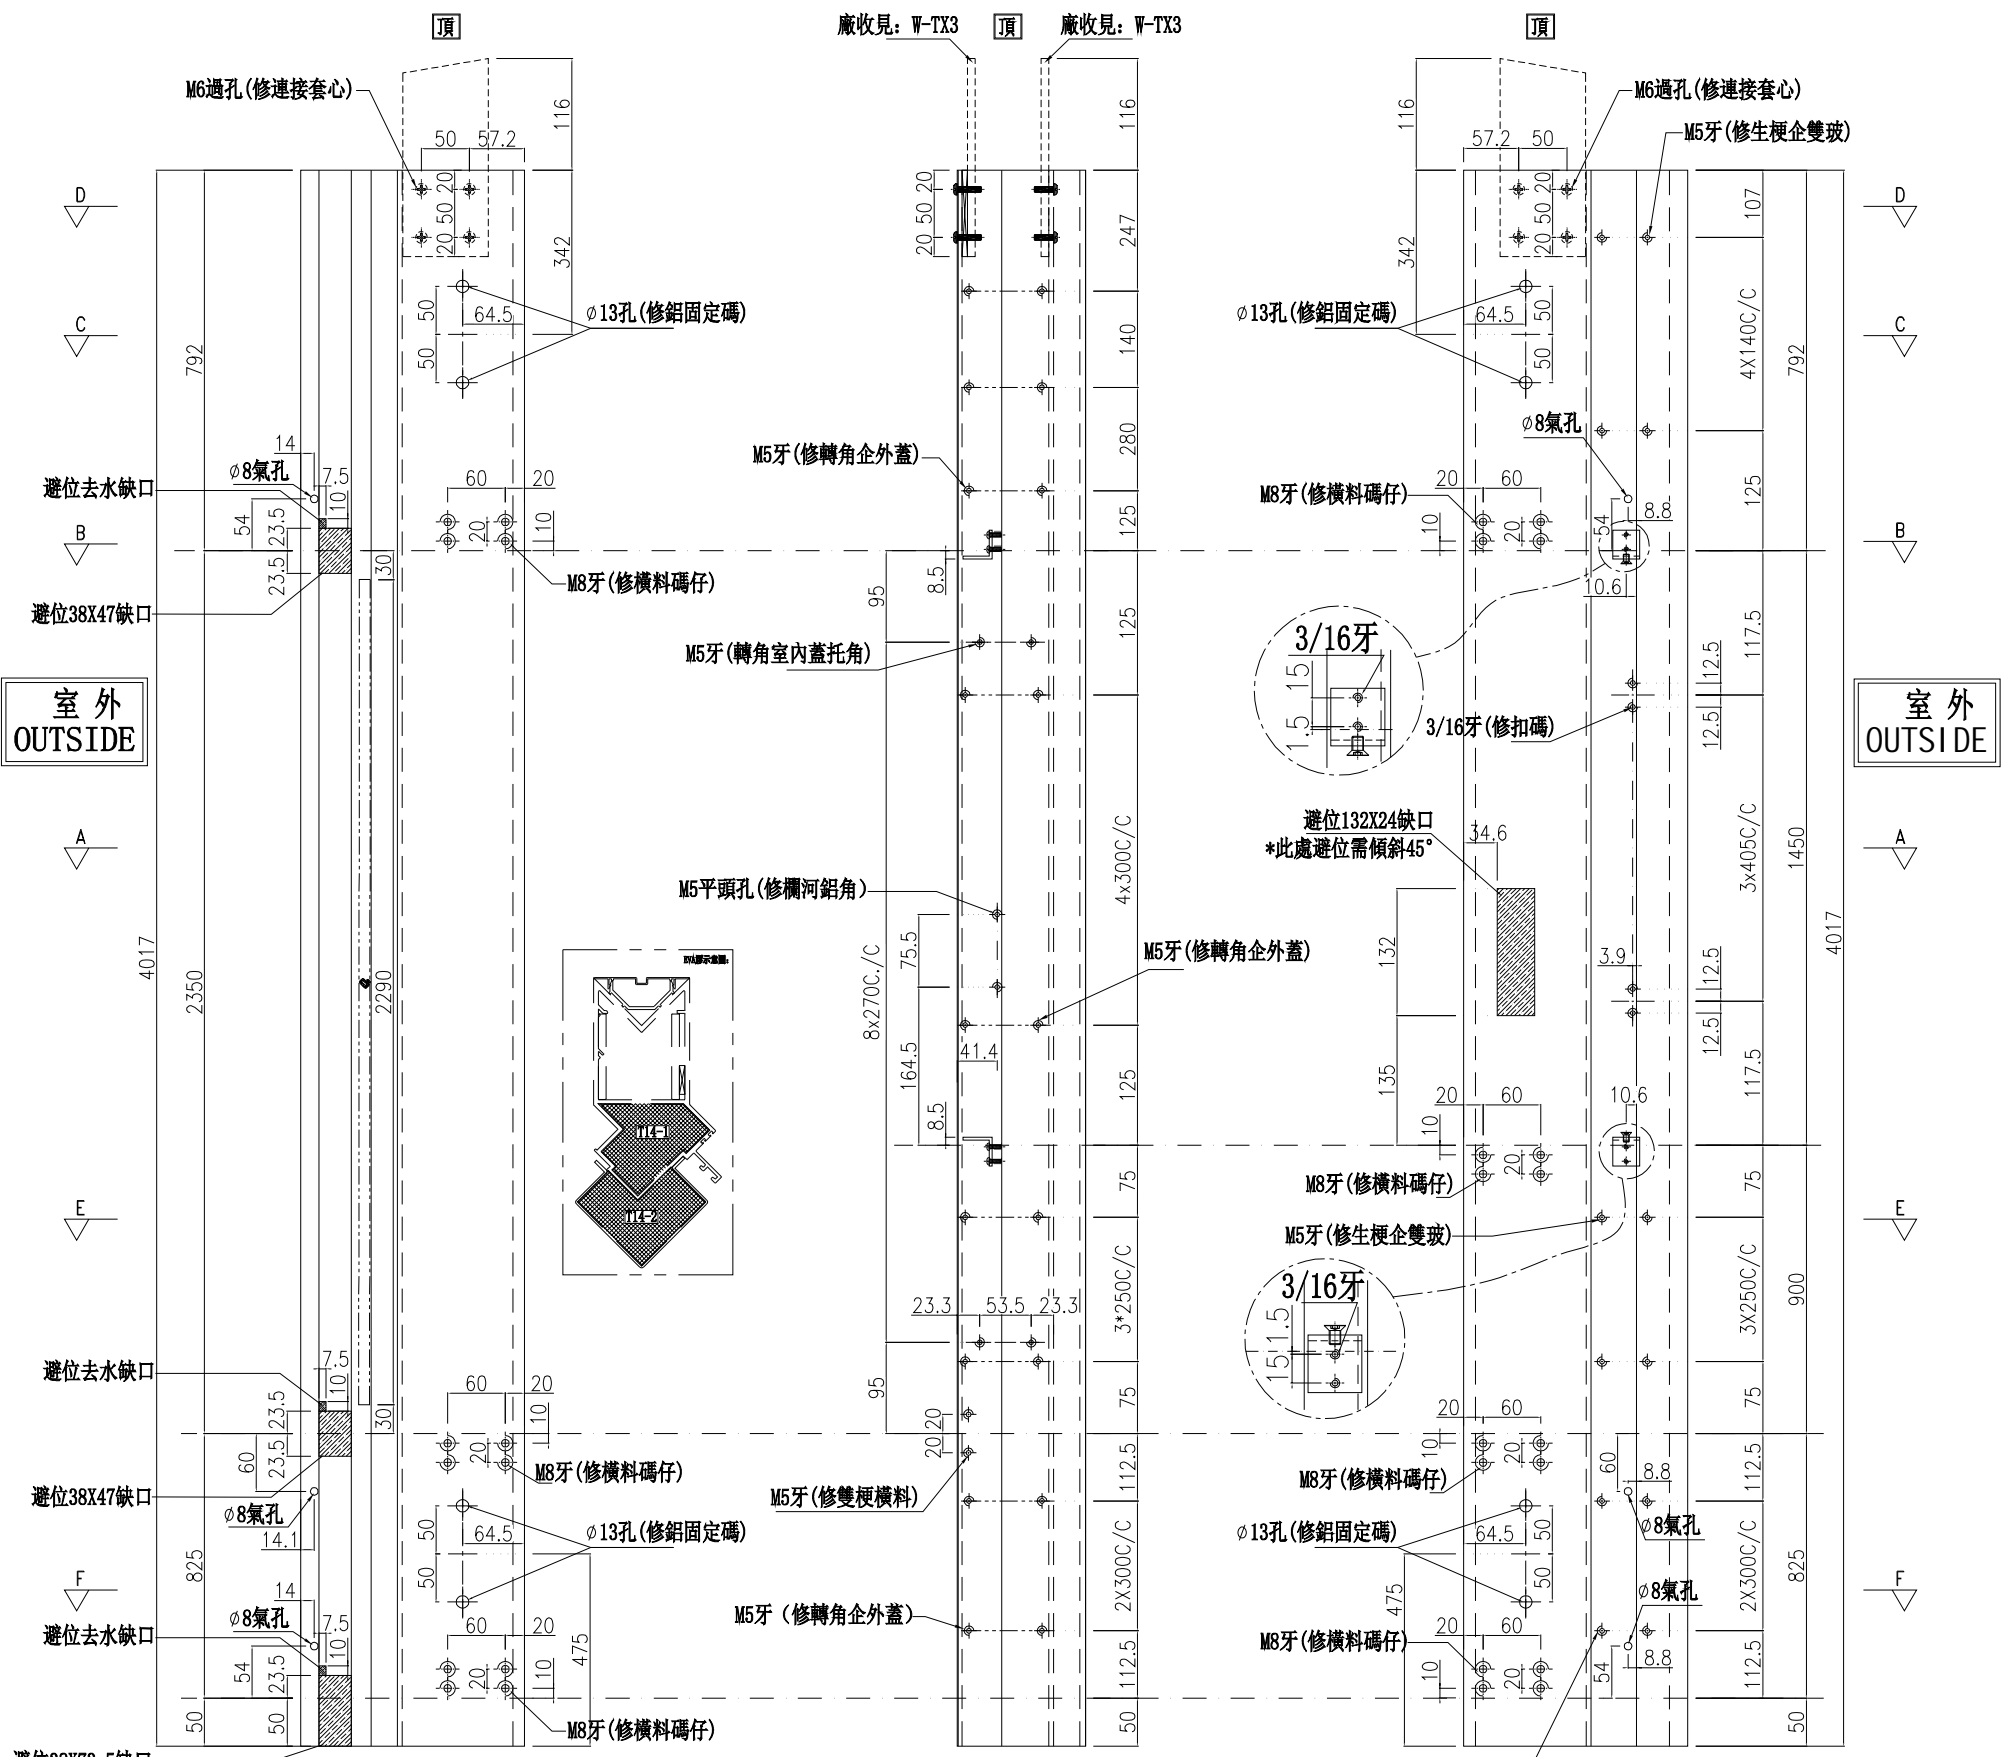 頂
廠收見: W-TX3
頂
廠收見: W-TX3
頂
M6過孔(修連接套心)
116
50
57.2
20
50
20
342
D
C
792
50
64.5
50
ø13孔(修鋁固定碼)
14
ø8氣孔
7.5
10
避位去水缺口
54
23.5
23.5
B
避位38X47缺口
30
60
20
20
10
M8牙(修橫料碼仔)
室外
OUTSIDE
A
4017
2350
2290
EVA膠示意圖:
T14-1
T14-2
E
避位去水缺口
7.5
10
23.5
23.5
60
30
避位38X47缺口
ø8氣孔
14.1
60
20
10
20
M8牙(修橫料碼仔)
50
64.5
50
ø13孔(修鋁固定碼)
825
F
14
ø8氣孔
7.5
10
避位去水缺口
54
23.5
50
50
60
20
20
10
475
M8牙(修橫料碼仔)
116
20
50
20
247
140
280
M5牙(修轉角企外蓋)
125
8.5
95
125
M5牙(轉角室內蓋托角)
4x300C/C
M5平頭孔(修欄河鋁角)
75.5
8x270C./C
164.5
M5牙(修轉角企外蓋)
41.4
125
8.5
75
3*250C/C
23.3
53.5
23.3
95
75
20
20
112.5
M5牙(修雙梗橫料)
2X300C/C
M5牙 (修轉角企外蓋)
112.5
50
116
M6過孔(修連接套心)
M5牙(修生梗企雙玻)
57.2
50
20
50
20
342
107
D
C
4X140C/C
792
ø13孔(修鋁固定碼)
64.5
50
50
ø8氣孔
M8牙(修橫料碼仔)
20
60
10
20
54
8.8
125
B
10.6
3/16牙
15
1.5
117.5
12.5
12.5
3/16牙(修扣碼)
室外
OUTSIDE
避位132X24缺口
*此處避位需傾斜45°
34.6
132
135
3x405C/C
1450
A
4017
3.9
12.5
12.5
117.5
20
60
10
20
10.6
M8牙(修橫料碼仔)
75
M5牙(修生梗企雙玻)
E
3/16牙
1.5
15
3X250C/C
900
75
20
60
10
20
60
8.8
112.5
M8牙(修橫料碼仔)
ø13孔(修鋁固定碼)
64.5
50
50
ø8氣孔
2X300C/C
825
475
F
ø8氣孔
M8牙(修橫料碼仔)
20
60
10
20
54
8.8
112.5
50